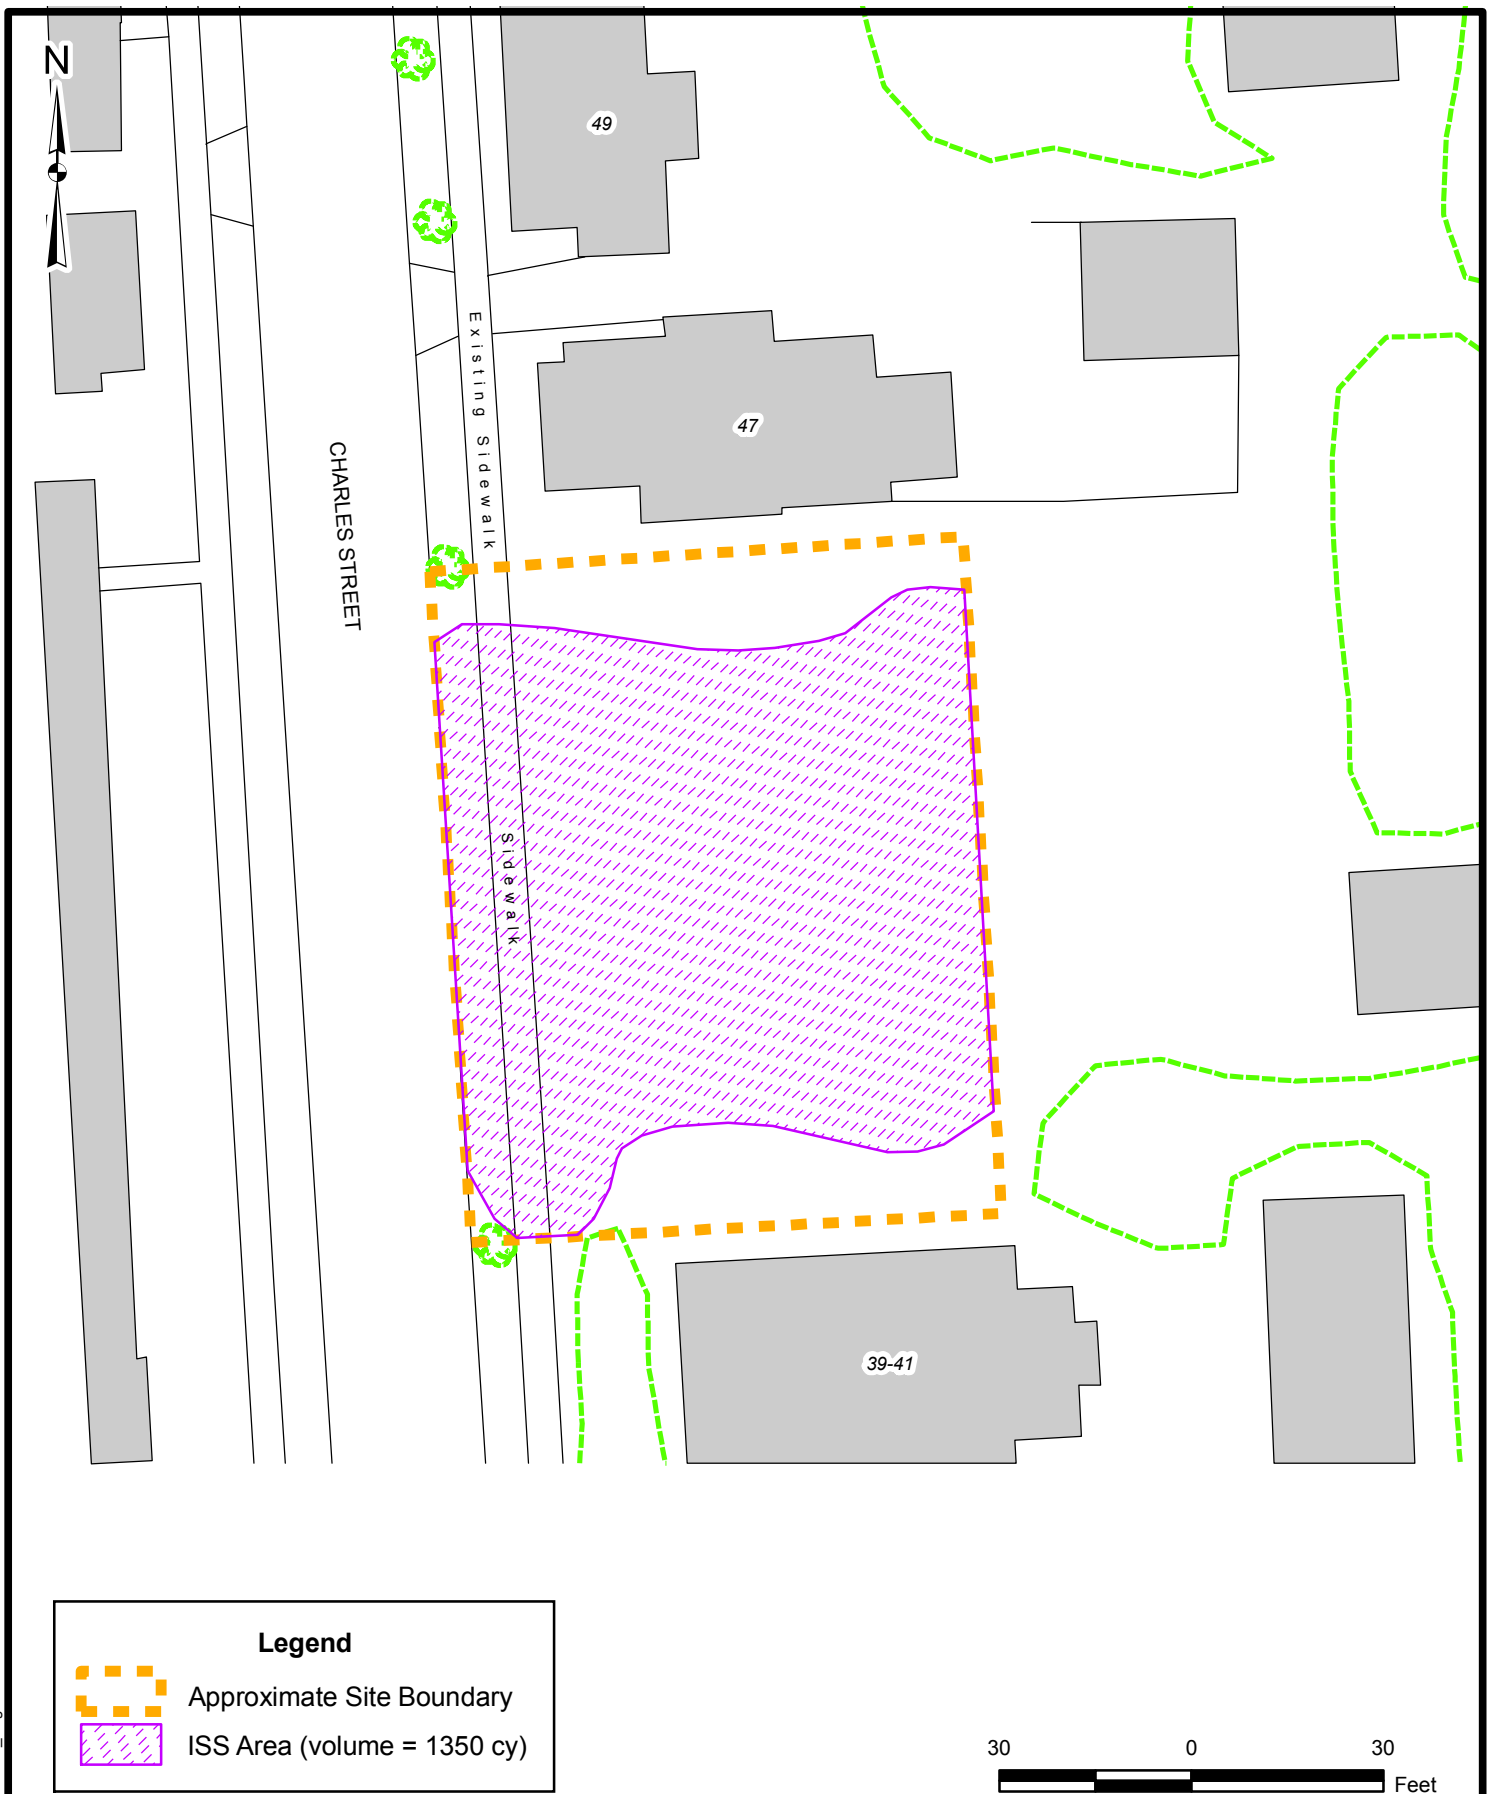 N
49
Existing Sidewalk
47
CHARLES STREET
Sidewalk
39-41
Legend
Approximate Site Boundary
ISS Area (volume = 1350 cy)
30 0 30
Feet